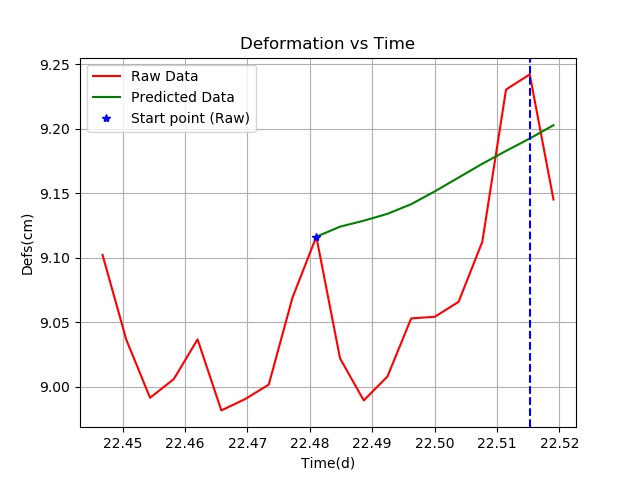 Deformation vs Time
Raw Data
Predicted Data
Start point (Raw)
Defs(cm)
9.25
9.20
9.15
9.10
9.05
9.00
22.45 22.46 22.47 22.48 22.49 22.50 22.51 22.52
Time(d)